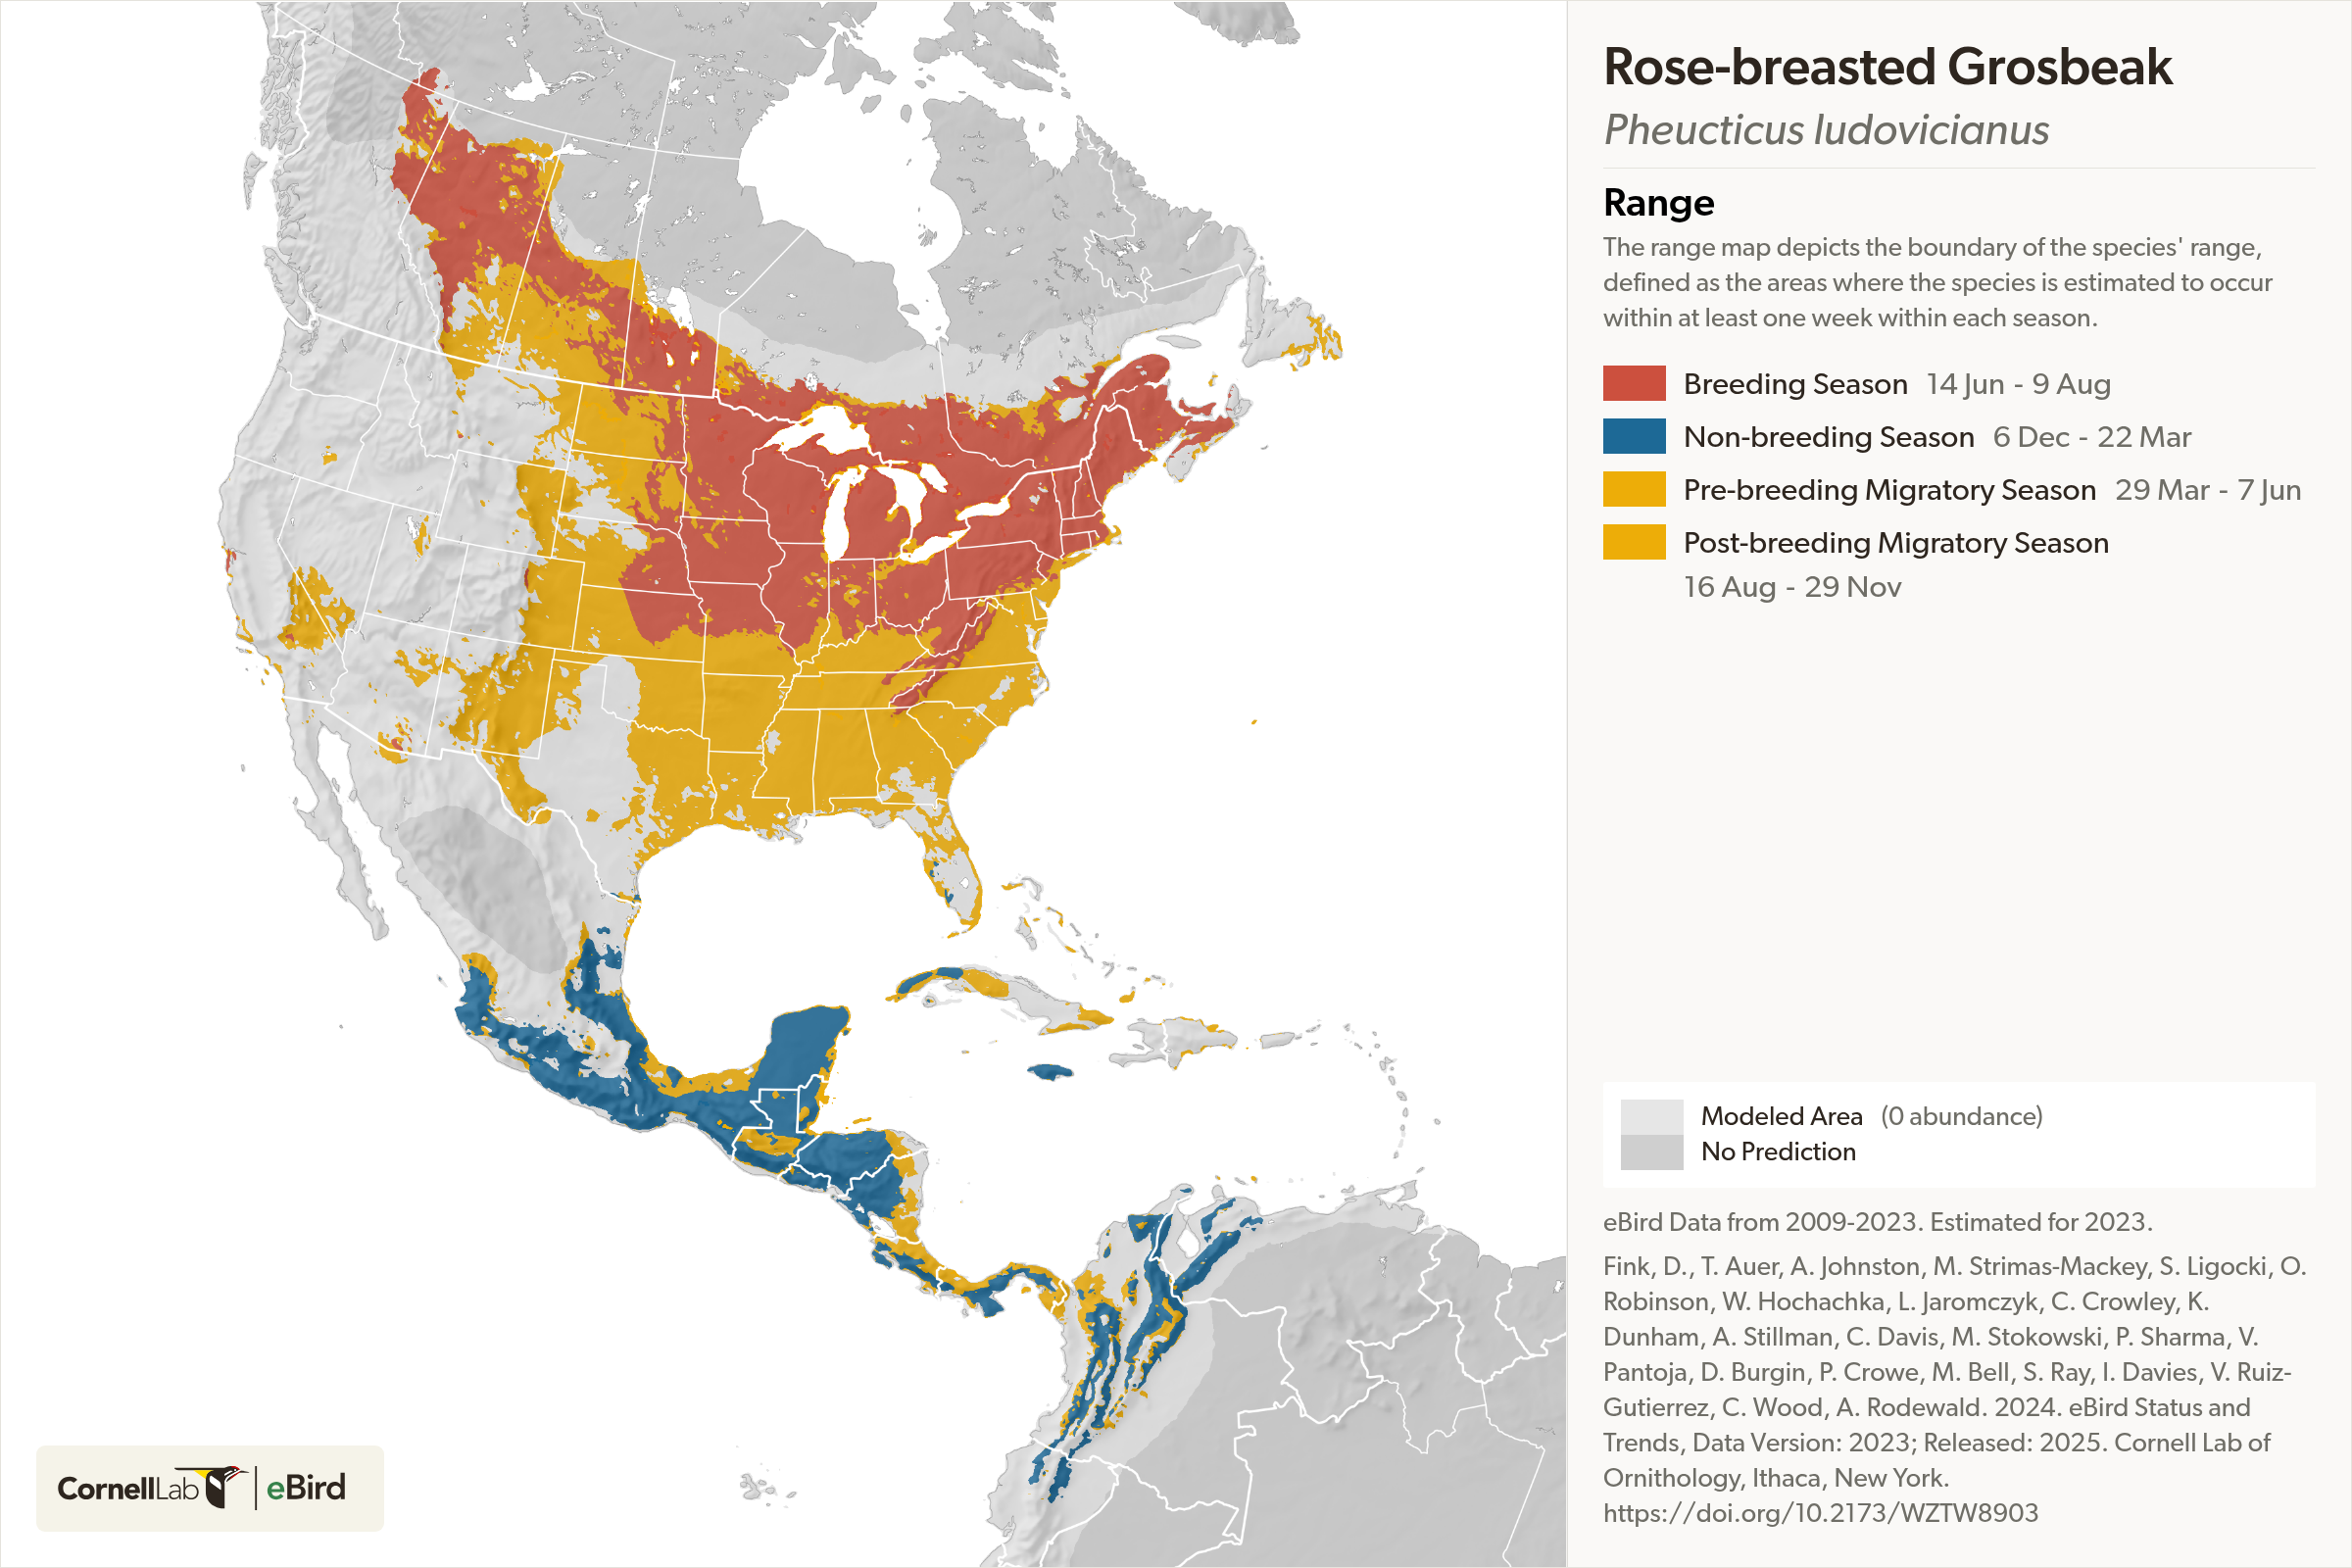 Rose-breasted Grosbeak
Pheucticus ludovicianus
Range
The range map depicts the boundary of the species' range,
defined as the areas where the species is estimated to occur
within at least one week within each season.
Breeding Season 14 Jun - 9 Aug
Non-breeding Season 6 Dec - 22 Mar
Pre-breeding Migratory Season 29 Mar - 7 Jun
Post-breeding Migratory Season
16 Aug - 29 Nov
Modeled Area (0 abundance)
No Prediction
eBird Data from 2009-2023. Estimated for 2023.
Fink, D., T. Auer, A. Johnston, M. Strimas-Mackey, S. Ligocki, O.
Robinson, W. Hochachka, L. Jaromczyk, C. Crowley, K.
Dunham, A. Stillman, C. Davis, M. Stokowski, P. Sharma, V.
Pantoja, D. Burgin, P. Crowe, M. Bell, S. Ray, I. Davies, V. Ruiz-
Gutierrez, C. Wood, A. Rodewald. 2024. eBird Status and
Trends, Data Version: 2023; Released: 2025. Cornell Lab of
Ornithology, Ithaca, New York.
https://doi.org/10.2173/WZTW8903
CornellLab eBird